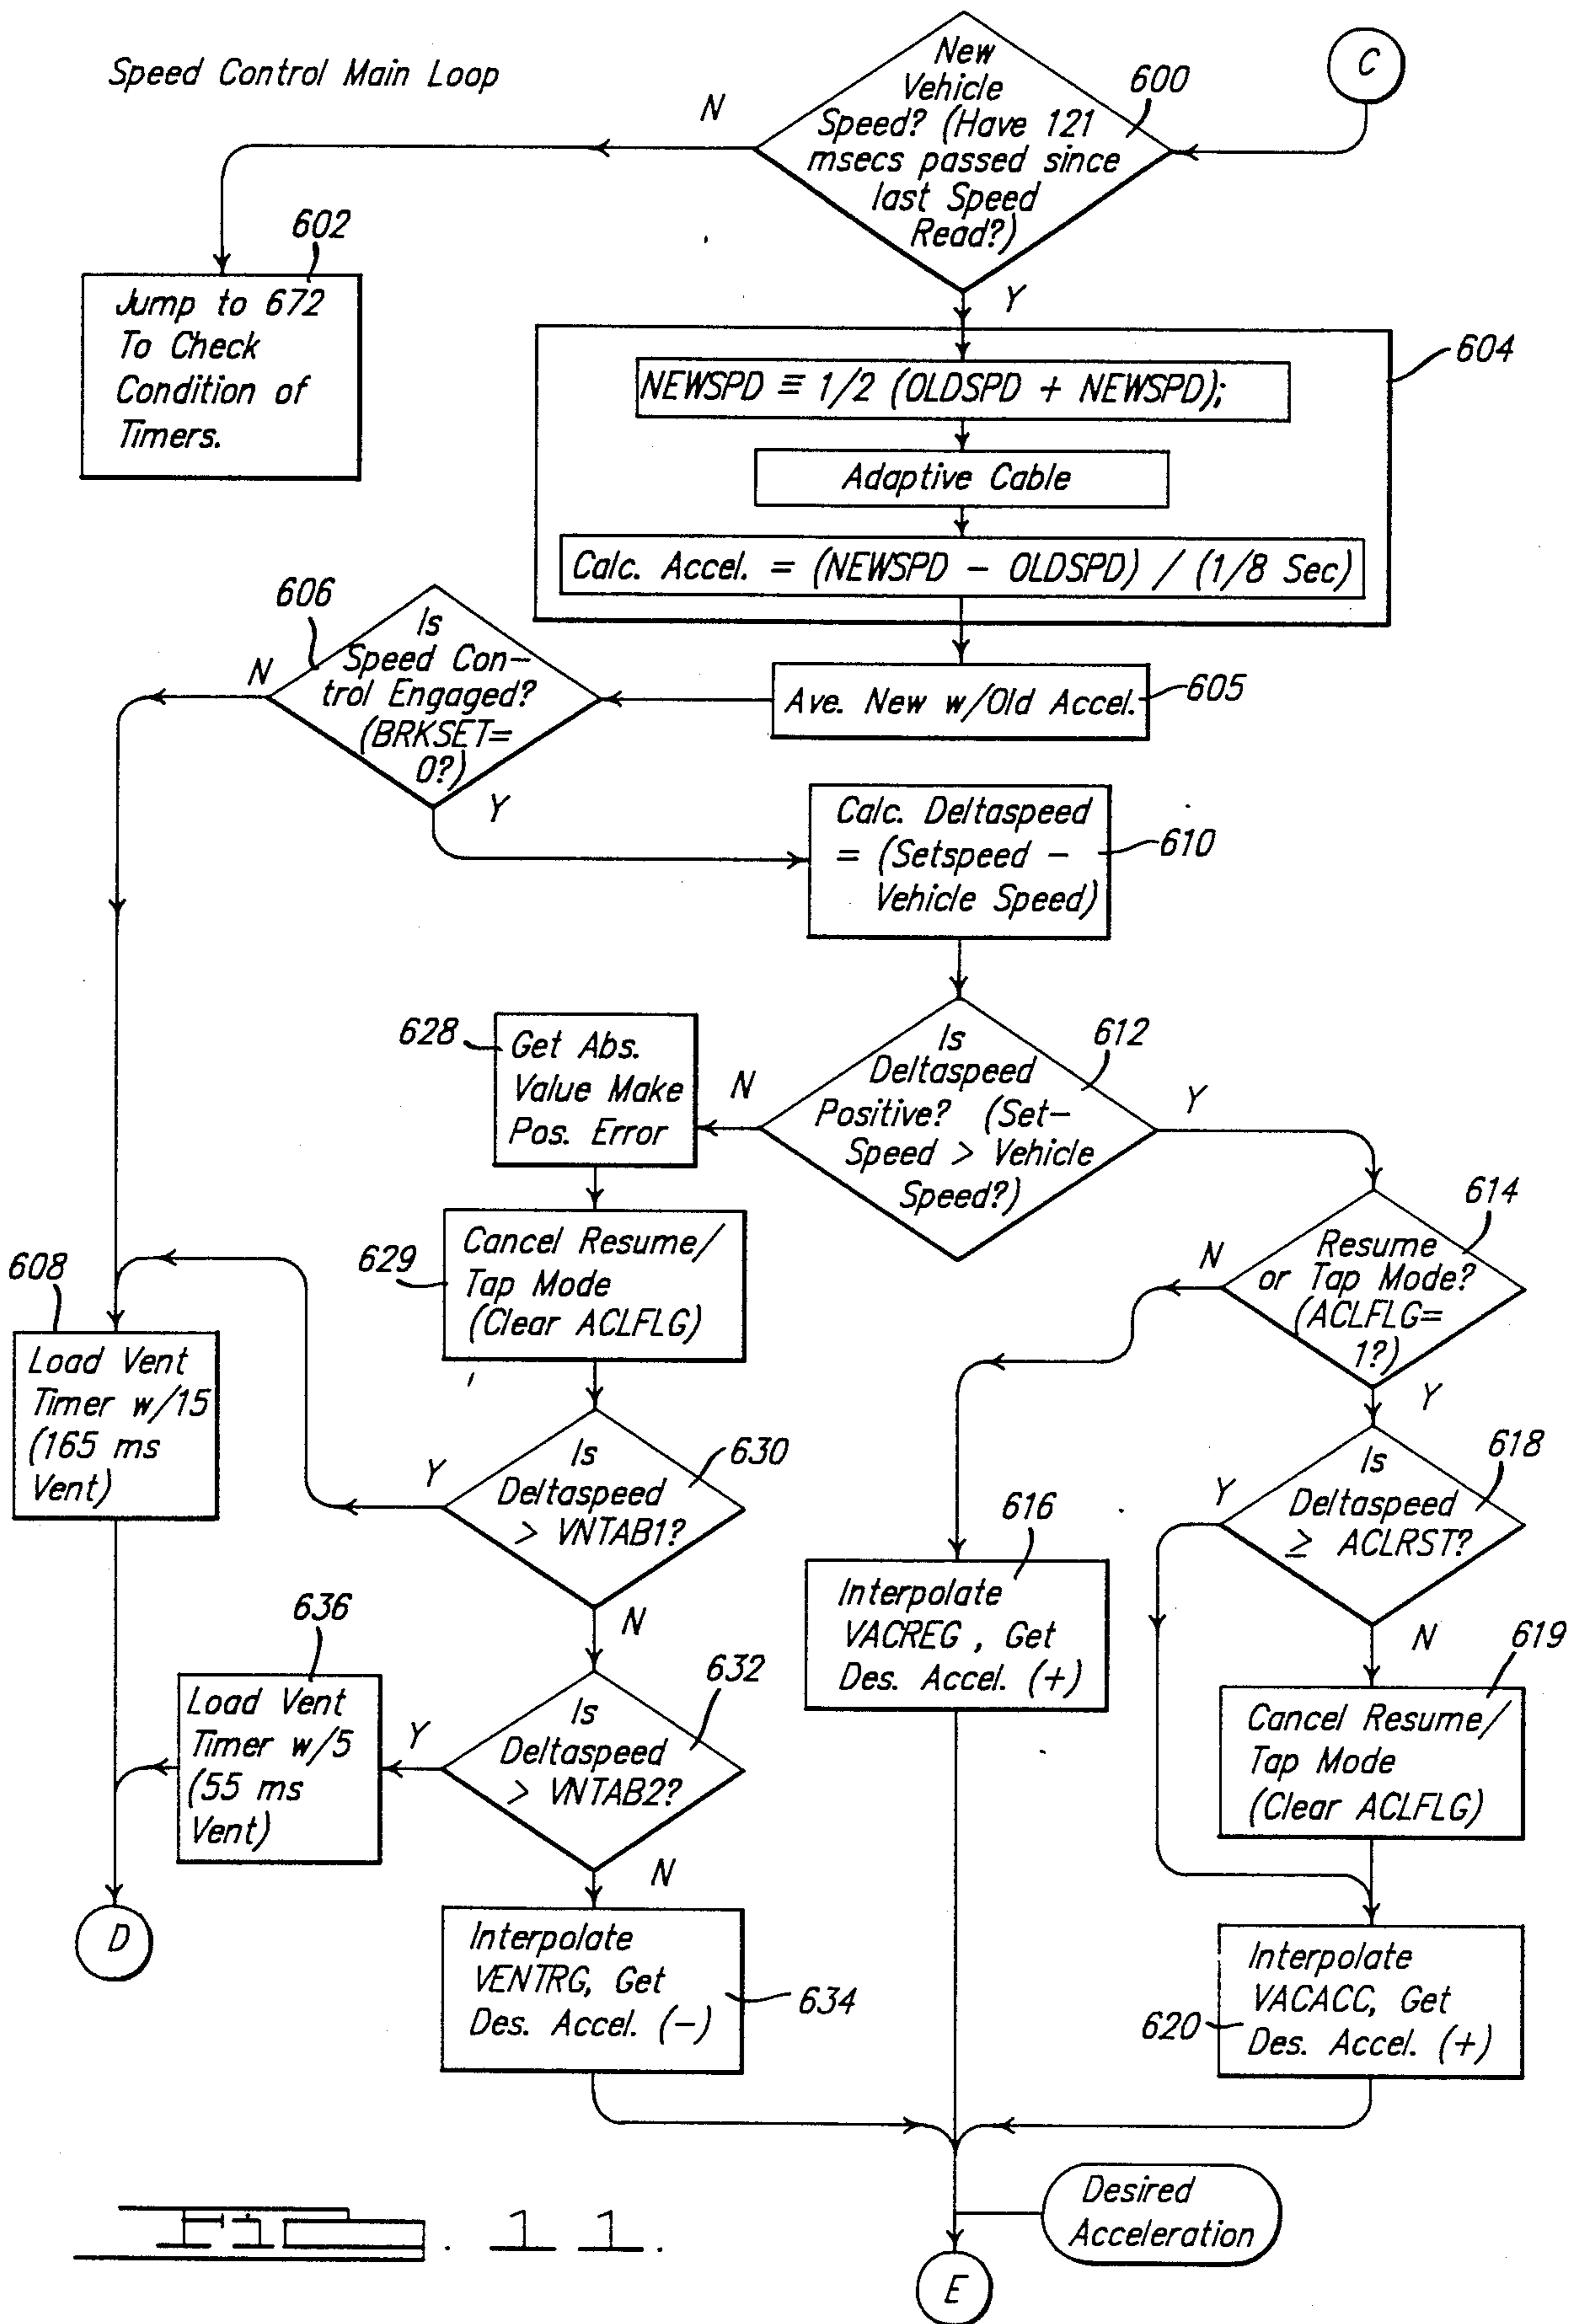 Speed Control Main Loop
C
New
Vehicle
Speed? (Have 121
msecs passed since
last Speed
Read?)
600
N
Y
602
Jump to 672
To Check
Condition of
Timers.
604
NEWSPD ≡ 1/2 (OLDSPD + NEWSPD);
Adaptive Cable
Calc. Accel. = (NEWSPD - OLDSPD) / (1/8 Sec)
606
Is
Speed Con-
trol Engaged?
(BRKSET=
0?)
N
Y
Ave. New w/Old Accel.
605
Calc. Deltaspeed
= (Setspeed -
Vehicle Speed)
610
628
Get Abs.
Value Make
Pos. Error
N
Is
Deltaspeed
Positive? (Set-
Speed > Vehicle
Speed?)
612
Y
629
Cancel Resume/
Tap Mode
(Clear ACLFLG)
614
Resume
or Tap Mode?
(ACLFLG=
1?)
N
Y
608
Load Vent
Timer w/15
(165 ms
Vent)
Y
Is
Deltaspeed
> VNTAB1?
630
N
618
Is
Deltaspeed
≥ ACLRST?
Y
N
616
Interpolate
VACREG , Get
Des. Accel. (+)
619
Cancel Resume/
Tap Mode
(Clear ACLFLG)
636
Load Vent
Timer w/5
(55 ms
Vent)
Y
Is
Deltaspeed
> VNTAB2?
632
N
D
Interpolate
VENTRG, Get
Des. Accel. (-)
634
Interpolate
VACACC, Get
Des. Accel. (+)
620
Desired
Acceleration
E
FIG. 11.